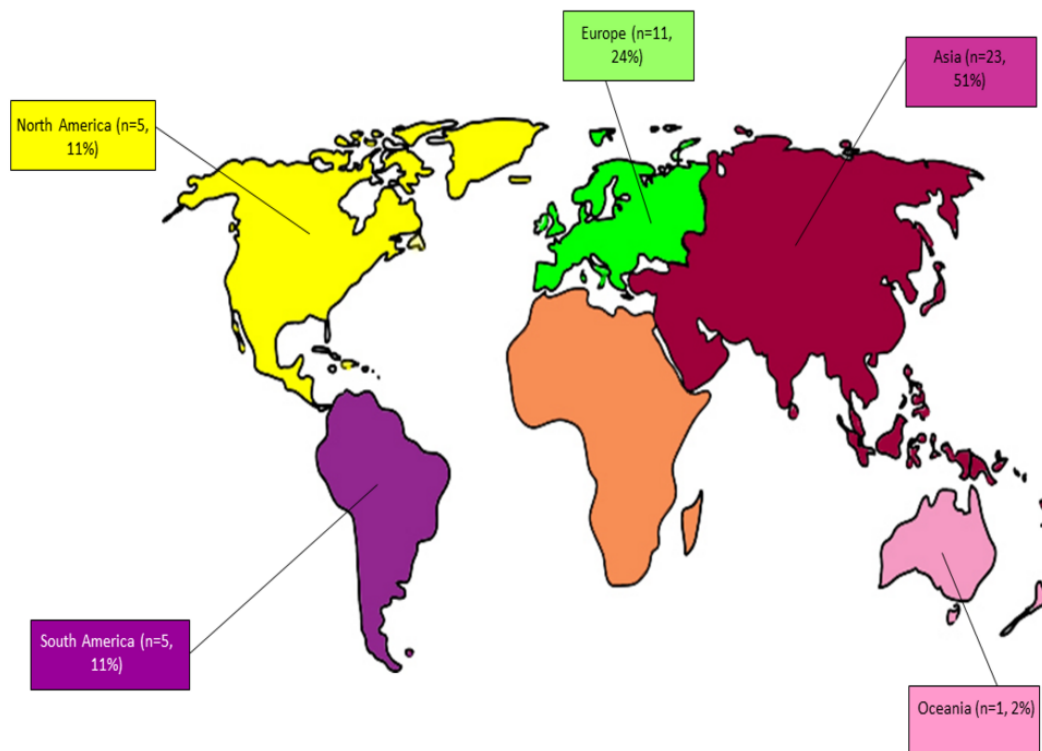 Europe (n=11,
24%)
Asia (n=23,
51%)
North America (n=5,
11%)
South America (n=5,
11%)
Oceania (n=1, 2%)